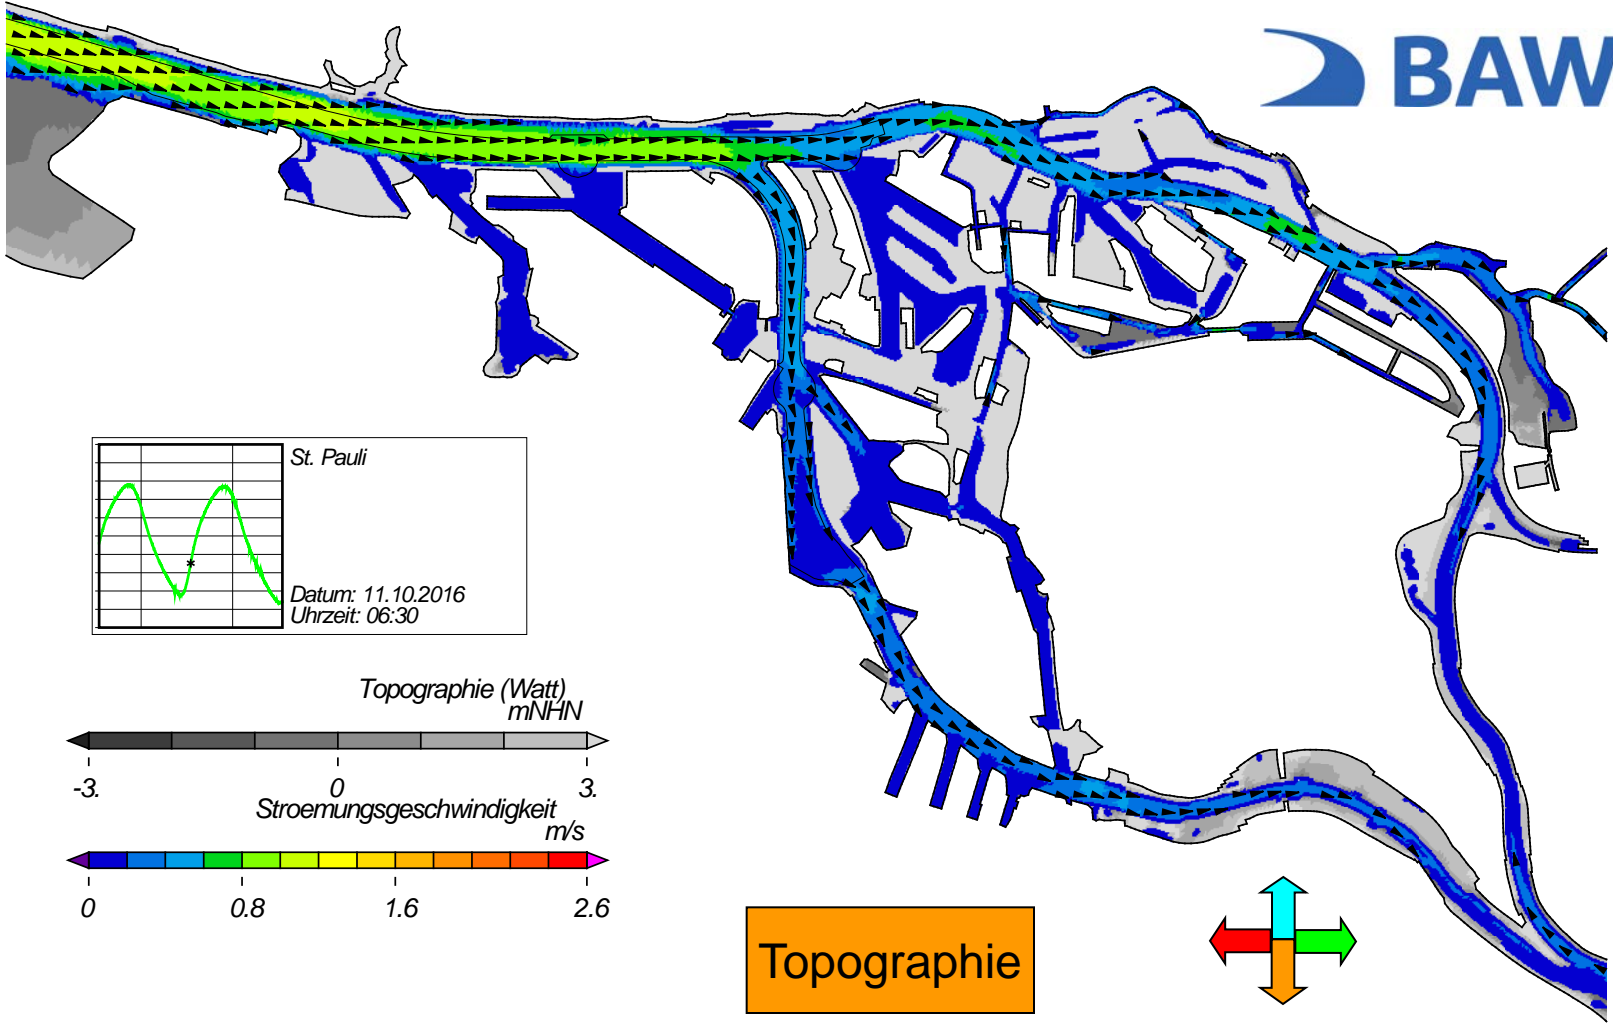 BAW
St. Pauli
Datum: 11.10.2016
Uhrzeit: 06:30
Topographie (Watt)
mNHN
-3. 0 3.
Stroemungsgeschwindigkeit
m/s
0 0.8 1.6 2.6
Topographie